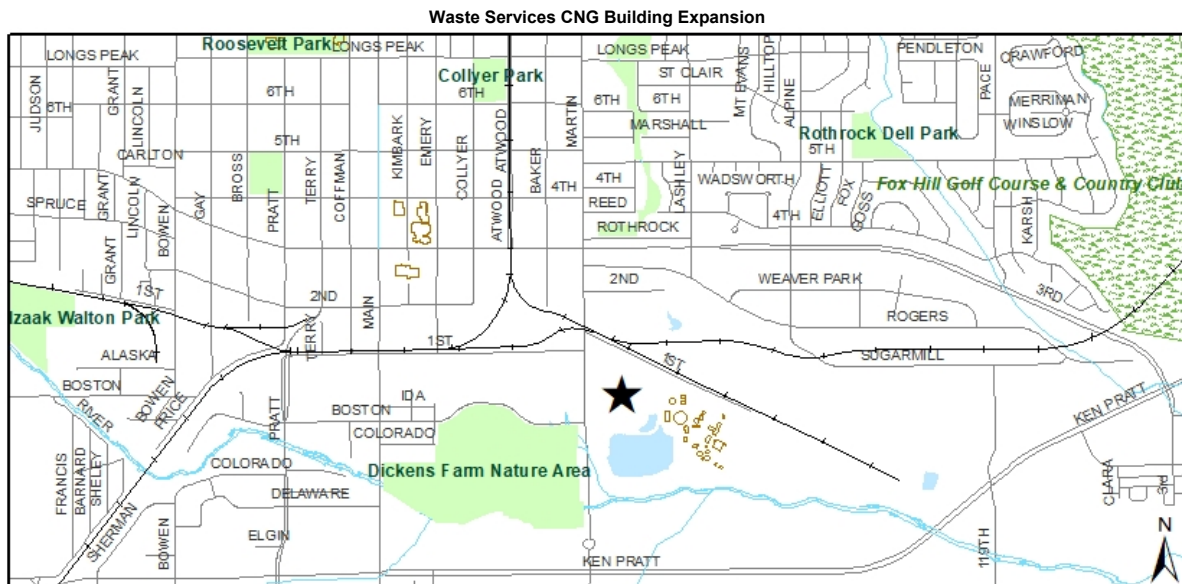 Waste Services CNG Building Expansion
Roosevelt Park
LONGS PEAK
LONGS PEAK
LONGS PEAK
PENDLETON
CRAWFORD
Collyer Park
ST CLAIR
MT EVANS
HILLTOP
ALPINE
PACE
JUDSON
GRANT
LINCOLN
6TH
6TH
6TH
6TH
6TH
MERRIMAN
WINSLOW
MARTIN
MARSHALL
Rothrock Dell Park
5TH
5TH
KIMBARK
EMERY
COLLYER
ATWOOD
ATWOOD
BAKER
CARLTON
BROSS
PRATT
TERRY
COFFMAN
4TH
4TH
REED
LASHLEY
WADSWORTH
ELLIOTT
FOX
GOSS
4TH
Fox Hill Golf Course & Country Club
KARSH
SPRUCE
GRANT
LINCOLN
BOWEN
GAY
ROTHROCK
GRANT
2ND
WEAVER PARK
3RD
1ST
2ND
MAIN
ROGERS
Izaak Walton Park
TERRY
1ST
1ST
SUGARMILL
ALASKA
BOSTON
BOWEN
PRICE
IDA
BOSTON
COLORADO
KEN PRATT
RIVER
PRATT
Dickens Farm Nature Area
COLORADO
DELAWARE
FRANCIS
BARNARD
SHELEY
CLARA
3rd
SHERMAN
BOWEN
ELGIN
KEN PRATT
119TH
N